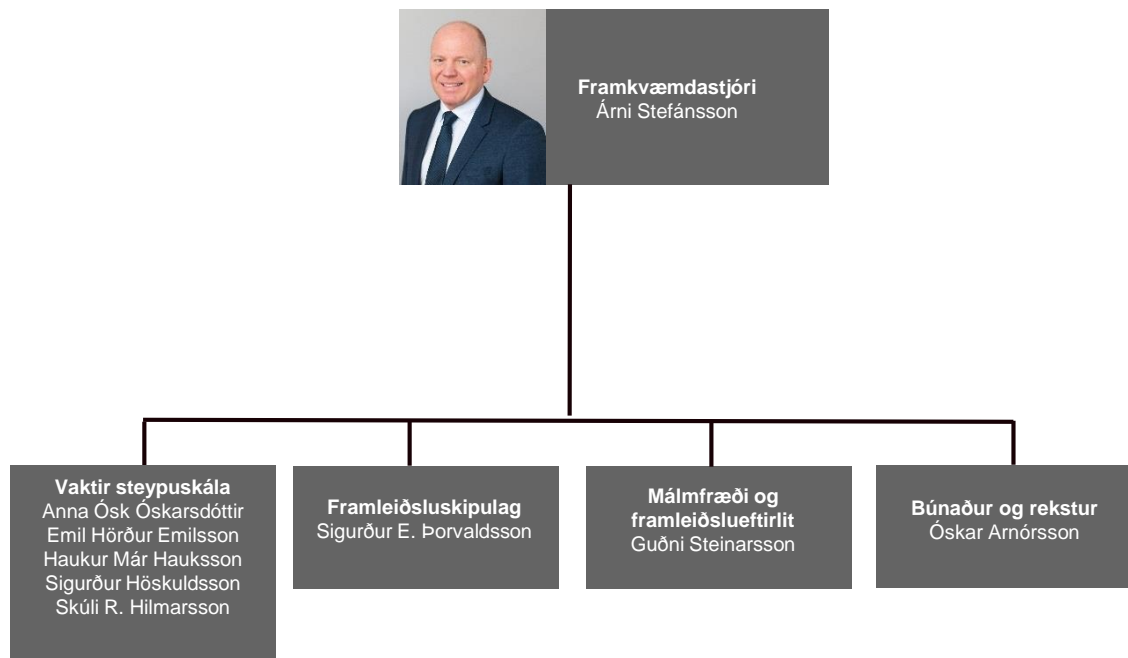 Framkvæmdastjóri
Árni Stefánsson
Vaktir steypuskála
Anna Ósk Óskarsdóttir
Emil Hörður Emilsson
Haukur Már Hauksson
Sigurður Höskuldsson
Skúli R. Hilmarsson
Framleiðsluskipulag
Sigurður E. Þorvaldsson
Málmfræði og
framleiðslueftirlit
Guðni Steinarsson
Búnaður og rekstur
Óskar Arnórsson